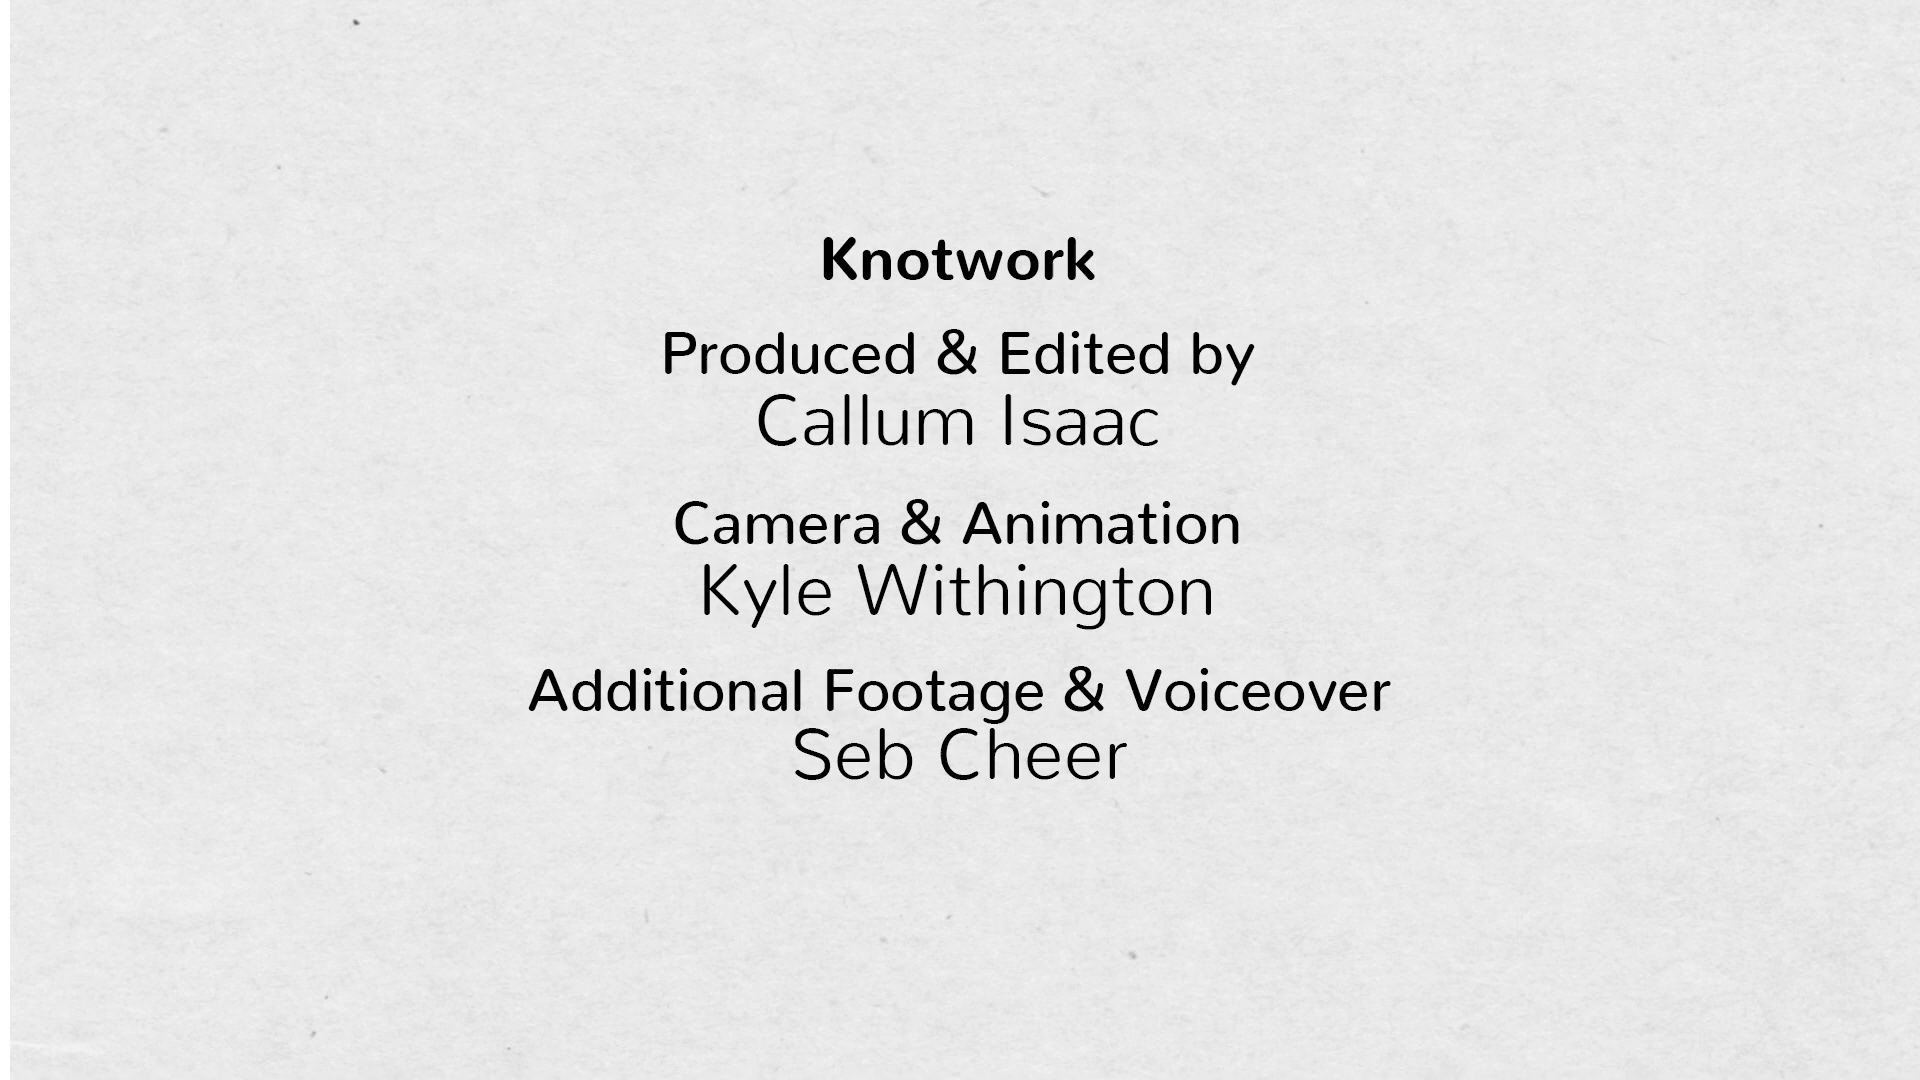 Knotwork
Produced & Edited by
Callum Isaac
Camera & Animation
Kyle Withington
Additional Footage & Voiceover
Seb Cheer